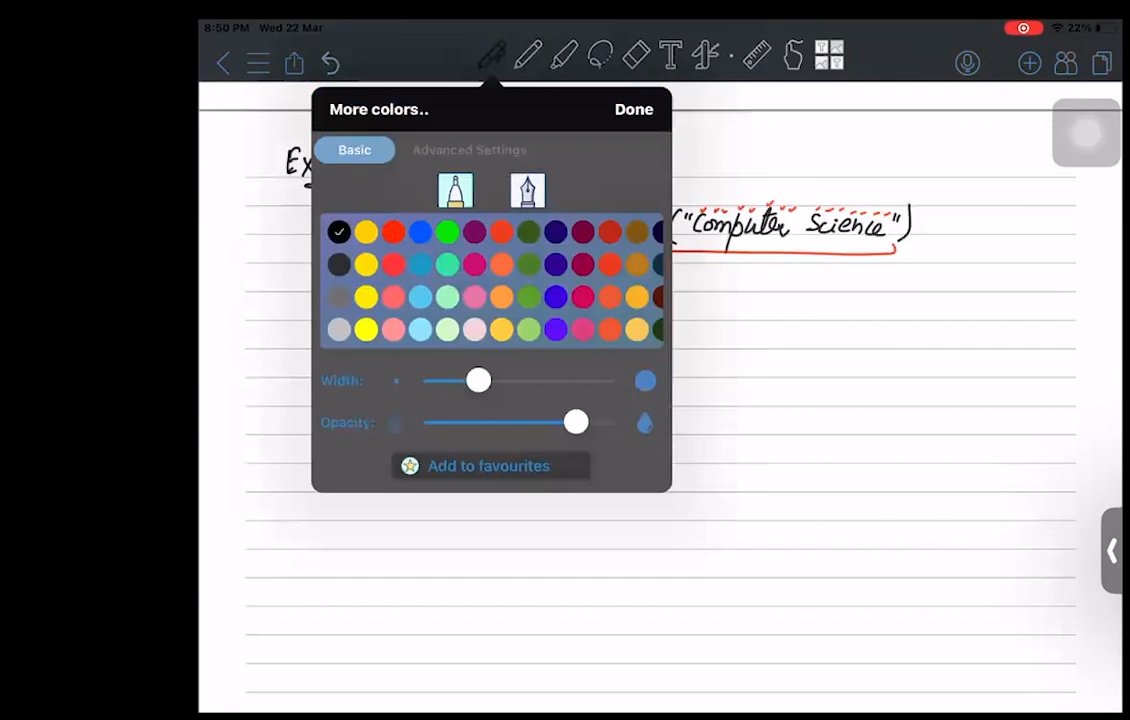 8:50 PM Wed 22 Mar
22%
T
More colors..
Done
Basic
Advanced Settings
Ex
("Computer Science")
Width:
Opacity:
Add to favourites